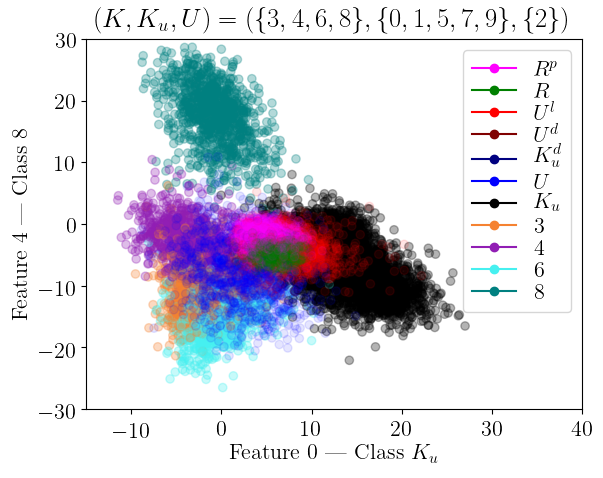 (K, K_u, U) = ({3, 4, 6, 8}, {0, 1, 5, 7, 9}, {2})
30
20
10
0
−10
−20
−30
Feature 4 — Class 8
R^p
R
U^l
U^d
K_u^d
U
K_u
3
4
6
8
−10 0 10 20 30 40
Feature 0 — Class K_u